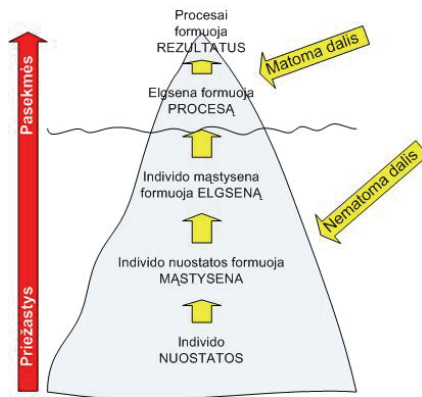 Procesai
formuoja
REZULTATUS
Matoma dalis
Elgsena formuoja
PROCESĄ
Individo mąstysena
formuoja ELGSENĄ
Nematoma dalis
Individo nuostatos formuoja
MĄSTYSENA
Individo
NUOSTATOS
Pasekmės
Priežastys